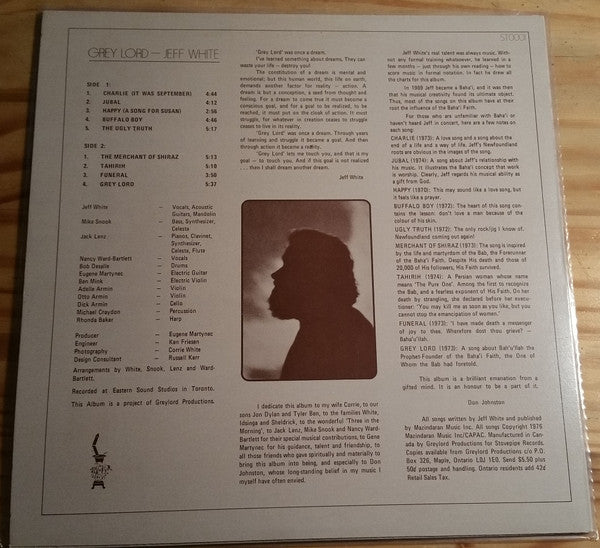 GREY LORD — JEFF WHITE
ST0001
SIDE 1:
1. CHARLIE (IT WAS SEPTEMBER) 4:44
2. JUBAL 4:12
3. HAPPY (A SONG FOR SUSAN) 2:56
4. BUFFALO BOY 4:46
5. THE UGLY TRUTH 5:17
SIDE 2:
1. THE MERCHANT OF SHIRAZ 5:13
2. TAHIRIH 5:10
3. FUNERAL 3:58
4. GREY LORD 5:37
Jeff White — Vocals, Acoustic
Guitars, Mandolin
Mike Snook — Bass, Synthesizer,
Celesta
Jack Lenz — Pianos, Clavinet,
Synthesizer,
Celesta, Flute
Nancy Ward-Bartlett — Vocals
Bob Desalle — Drums
Eugene Martynec — Electric Guitar
Ben Mink — Electric Violin
Adelle Armin — Violin
Otto Armin — Violin
Dick Armin — Cello
Michael Craydon — Percussion
Rhonda Baker — Harp
Producer — Eugene Martynec
Engineer — Ken Friesen
Photography — Corrie White
Design Consultant — Russell Kerr
Arrangements by White, Snook, Lenz and Ward-
Bartlett.
Recorded at Eastern Sound Studios in Toronto.
This Album is a project of Greylord Productions.
'Grey Lord' was once a dream.
I've learned something about dreams. They can
waste your life — destroy you!
The constitution of a dream is mental and
emotional; but this human world, this life on earth,
demands another factor for reality - action. A
dream is but a conception, a seed from thought and
feeling. For a dream to come true it must become a
conscious goal, and for a goal to be realized, to be
reached, it must put on the cloak of action. It must
struggle, for whatever in creation ceases to struggle
ceases to live in its reality.
'Grey Lord' was once a dream. Through years
of learning and struggle it became a goal. And then
through action it became a reality.
'Grey Lord' lets me touch you, and that is my
goal — to touch you. And if this goal is not realized
. . . then I shall dream another dream.
Jeff White
I dedicate this album to my wife Corrie, to our
sons Jon Dylan and Tyler Ben, to the families White,
Idsinga and Sheldrick, to the wonderful 'Three in the
Morning', to Jack Lenz, Mike Snook and Nancy Ward-
Bartlett for their special musical contributions, to Gene
Martynec for his guidance, talent and friendship, to
all those friends who gave spiritually and materially to
bring this album into being, and especially to Don
Johnston, whose long-standing belief in my music I
myself have often envied.
Jeff White's real talent was always music. With-
out any formal training whatsoever, he learned in a
few months — just through his own reading — how to
score music in formal notation. In fact he drew all
the charts for this album.
In 1969 Jeff became a Baha'i, and it was then
that his musical creativity found its ultimate object.
Thus, most of the songs on this album have at their
root the influence of the Baha'i Faith.
For those who are unfamiliar with Baha'i or
haven't heard Jeff in concert, here are a few notes on
each song:
CHARLIE (1973): A love song and a song about the
end of a life and a way of life. Jeff's Newfoundland
roots are obvious in the images of the song.
JUBAL (1974): A song about Jeff's relationship with
his music. It illustrates the Baha'i concept that work
is worship. Clearly, Jeff regards his musical ability as
a gift from God.
HAPPY (1970): This may sound like a love song, but
it feels like a prayer.
BUFFALO BOY (1972): The heart of this song con-
tains the lesson: don't love a man because of the
colour of his skin.
UGLY TRUTH (1972): The only rock/jig I know of.
Newfoundland coming out again!
MERCHANT OF SHIRAZ (1973): The song is inspired
by the life and martyrdom of the Bab, the Forerunner
of the Baha'i Faith. Despite His death and those of
20,000 of His followers, His Faith survived.
TAHIRIH (1974): A Persian woman whose name
means 'The Pure One'. Among the first to recognize
the Bab, and a fearless exponent of His Faith. On her
death by strangling, she declared before her execu-
tioner: 'You may kill me as soon as you like, but you
cannot stop the emancipation of women.'
FUNERAL (1973): 'I have made death a messenger
of joy to thee. Wherefore dost thou grieve? —
Baha'u'llah.
GREY LORD (1973): A song about Bah'u'llah the
Prophet-Founder of the Baha'i Faith, the One of
Whom the Bab had foretold.
This album is a brilliant emanation from a
gifted mind. It is an honour to be a part of it.
Don Johnston
All songs written by Jeff White and published
by Mazindaran Music Inc. All songs Copyright 1976
Mazindaran Music Inc/CAPAC. Manufactured in Can-
ada by Greylord Productions for Stovepipe Records.
Copies available from Greylord Productions c/o P.O.
Box 326, Maple, Ontario L0J 1E0. Send $5.50 plus
50¢ postage and handling. Ontario residents add 42¢
Retail Sales Tax.